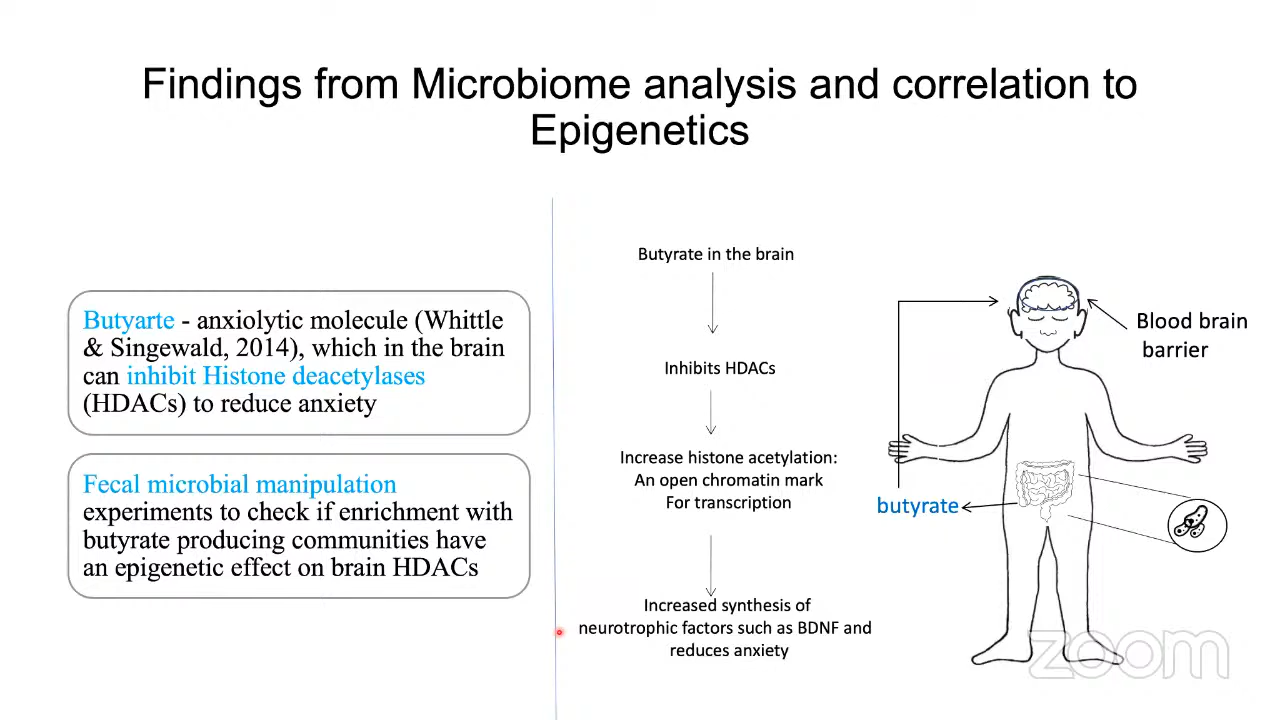 Findings from Microbiome analysis and correlation to
Epigenetics
Butyarte - anxiolytic molecule (Whittle
& Singewald, 2014), which in the brain
can inhibit Histone deacetylases
(HDACs) to reduce anxiety
Fecal microbial manipulation
experiments to check if enrichment with
butyrate producing communities have
an epigenetic effect on brain HDACs
Butyrate in the brain
Inhibits HDACs
Increase histone acetylation:
An open chromatin mark
For transcription
Increased synthesis of
neurotrophic factors such as BDNF and
reduces anxiety
Blood brain
barrier
butyrate
zoom